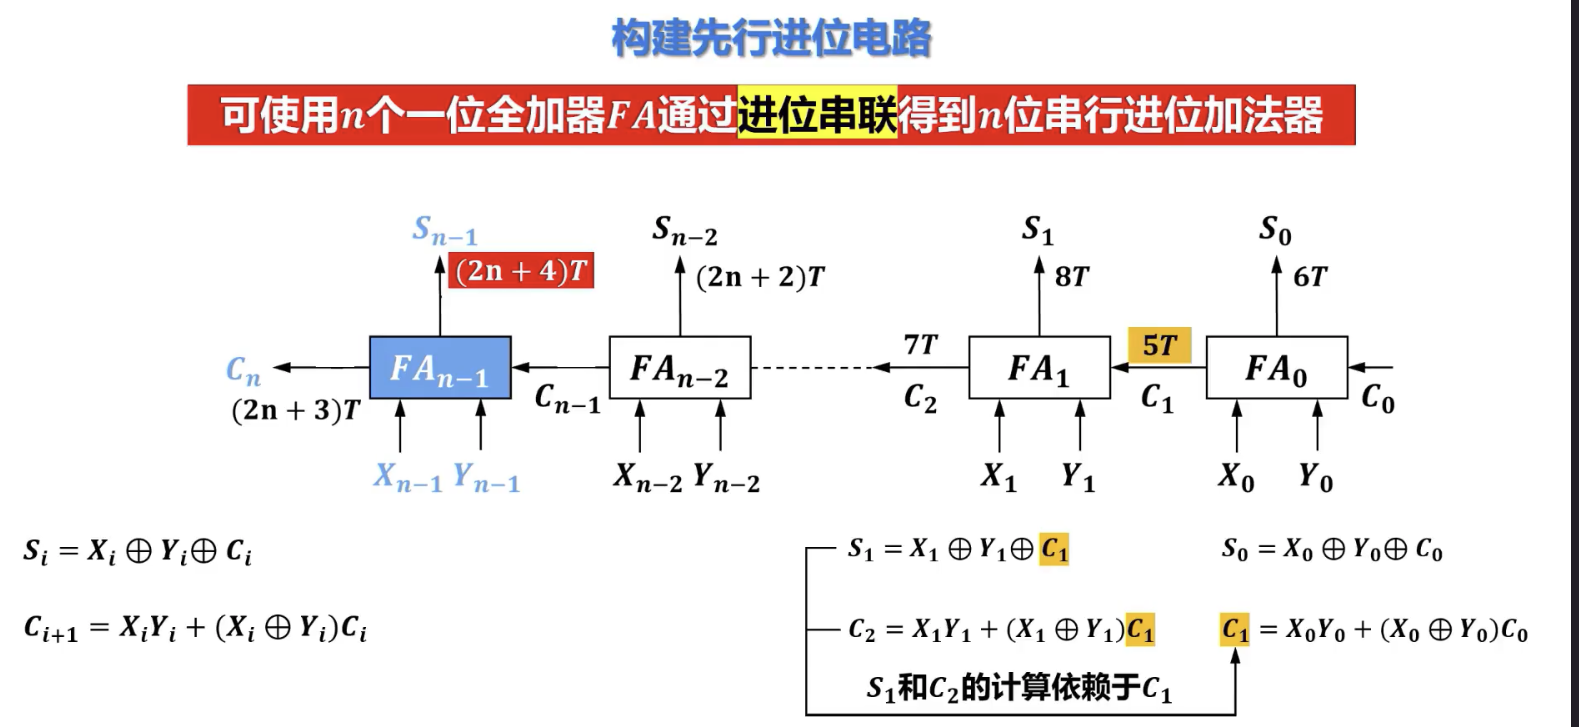 构建先行进位电路
可使用n个一位全加器FA通过进位串联得到n位串行进位加法器
Sₙ₋₁ Sₙ₋₂ S₁ S₀
(2n + 4)T (2n + 2)T 8T 6T
7T 5T
Cₙ FAₙ₋₁ FAₙ₋₂ FA₁ FA₀
(2n + 3)T Cₙ₋₁ C₂ C₁ C₀
Xₙ₋₁ Yₙ₋₁ Xₙ₋₂ Yₙ₋₂ X₁ Y₁ X₀ Y₀
Sᵢ = Xᵢ ⊕ Yᵢ⊕ Cᵢ S₁ = X₁ ⊕ Y₁⊕ C₁ S₀ = X₀ ⊕ Y₀⊕ C₀
Cᵢ₊₁ = XᵢYᵢ + (Xᵢ ⊕ Yᵢ)Cᵢ C₂ = X₁Y₁ + (X₁ ⊕ Y₁)C₁ C₁ = X₀Y₀ + (X₀ ⊕ Y₀)C₀
S₁和C₂的计算依赖于C₁